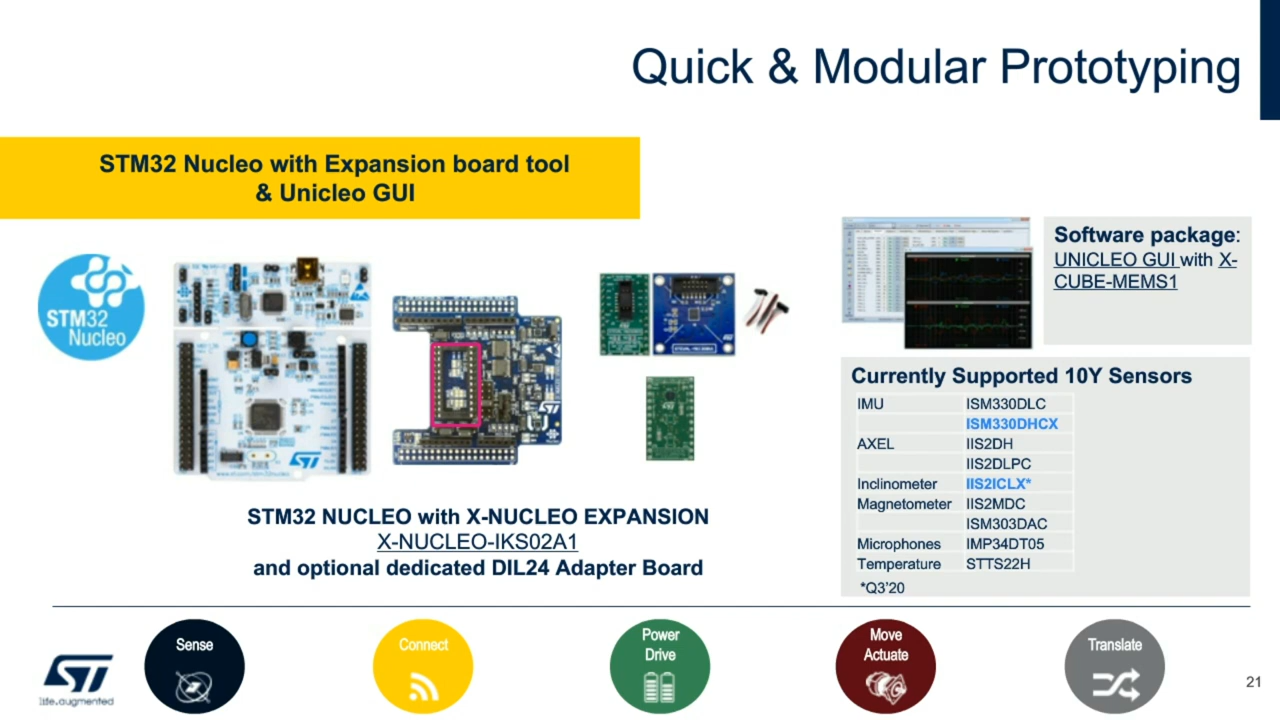 Quick & Modular Prototyping
STM32 Nucleo with Expansion board tool
& Unicleo GUI
STM32
Nucleo
Software package:
UNICLEO GUI with X-
CUBE-MEMS1
STM32 NUCLEO with X-NUCLEO EXPANSION
X-NUCLEO-IKS02A1
and optional dedicated DIL24 Adapter Board
Currently Supported 10Y Sensors
IMU ISM330DLC
ISM330DHCX
AXEL IIS2DH
IIS2DLPC
Inclinometer IIS2ICLX*
Magnetometer IIS2MDC
ISM303DAC
Microphones IMP34DT05
Temperature STTS22H
*Q3'20
ST
life.augmented
Sense
Connect
Power
Drive
Move
Actuate
Translate
21